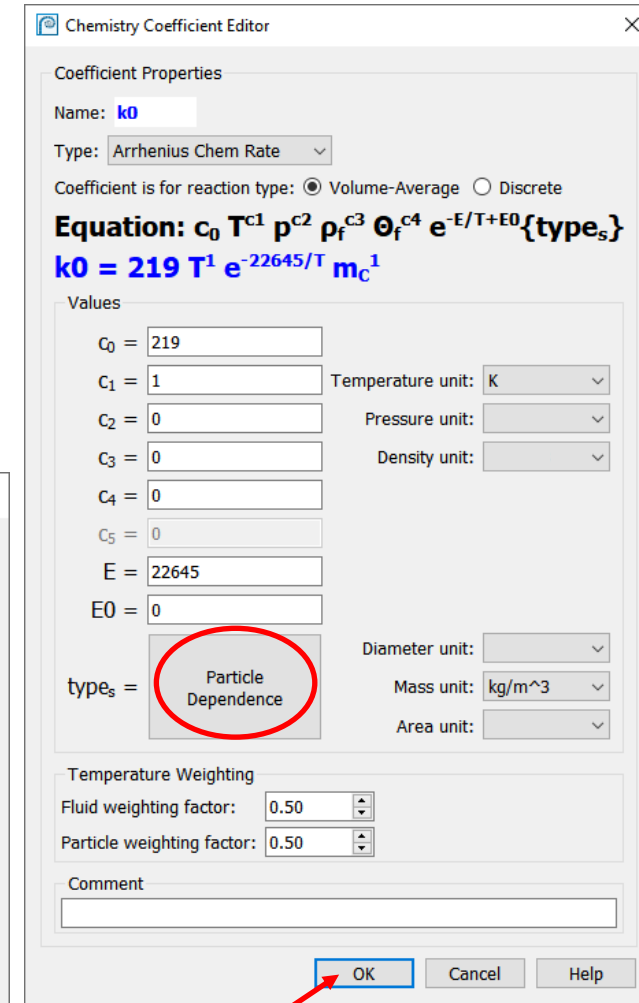 Chemistry Coefficient Editor
Coefficient Properties
Name: k0
Type: Arrhenius Chem Rate
Coefficient is for reaction type: Volume-Average Discrete
Equation: c₀ Tᶜ¹ pᶜ² ρfᶜ³ Θfᶜ⁴ e⁻ᴱ/ᵀ⁺ᴱ⁰{typeₛ}
k0 = 219 T¹ e⁻²²⁶⁴⁵/ᵀ m_C¹
Values
c₀ = 219
c₁ = 1 Temperature unit: K
c₂ = 0 Pressure unit:
c₃ = 0 Density unit:
c₄ = 0
c₅ = 0
E = 22645
E0 = 0
Diameter unit:
typeₛ = Particle Dependence Mass unit: kg/m^3
Area unit:
Temperature Weighting
Fluid weighting factor: 0.50
Particle weighting factor: 0.50
Comment
OK Cancel Help